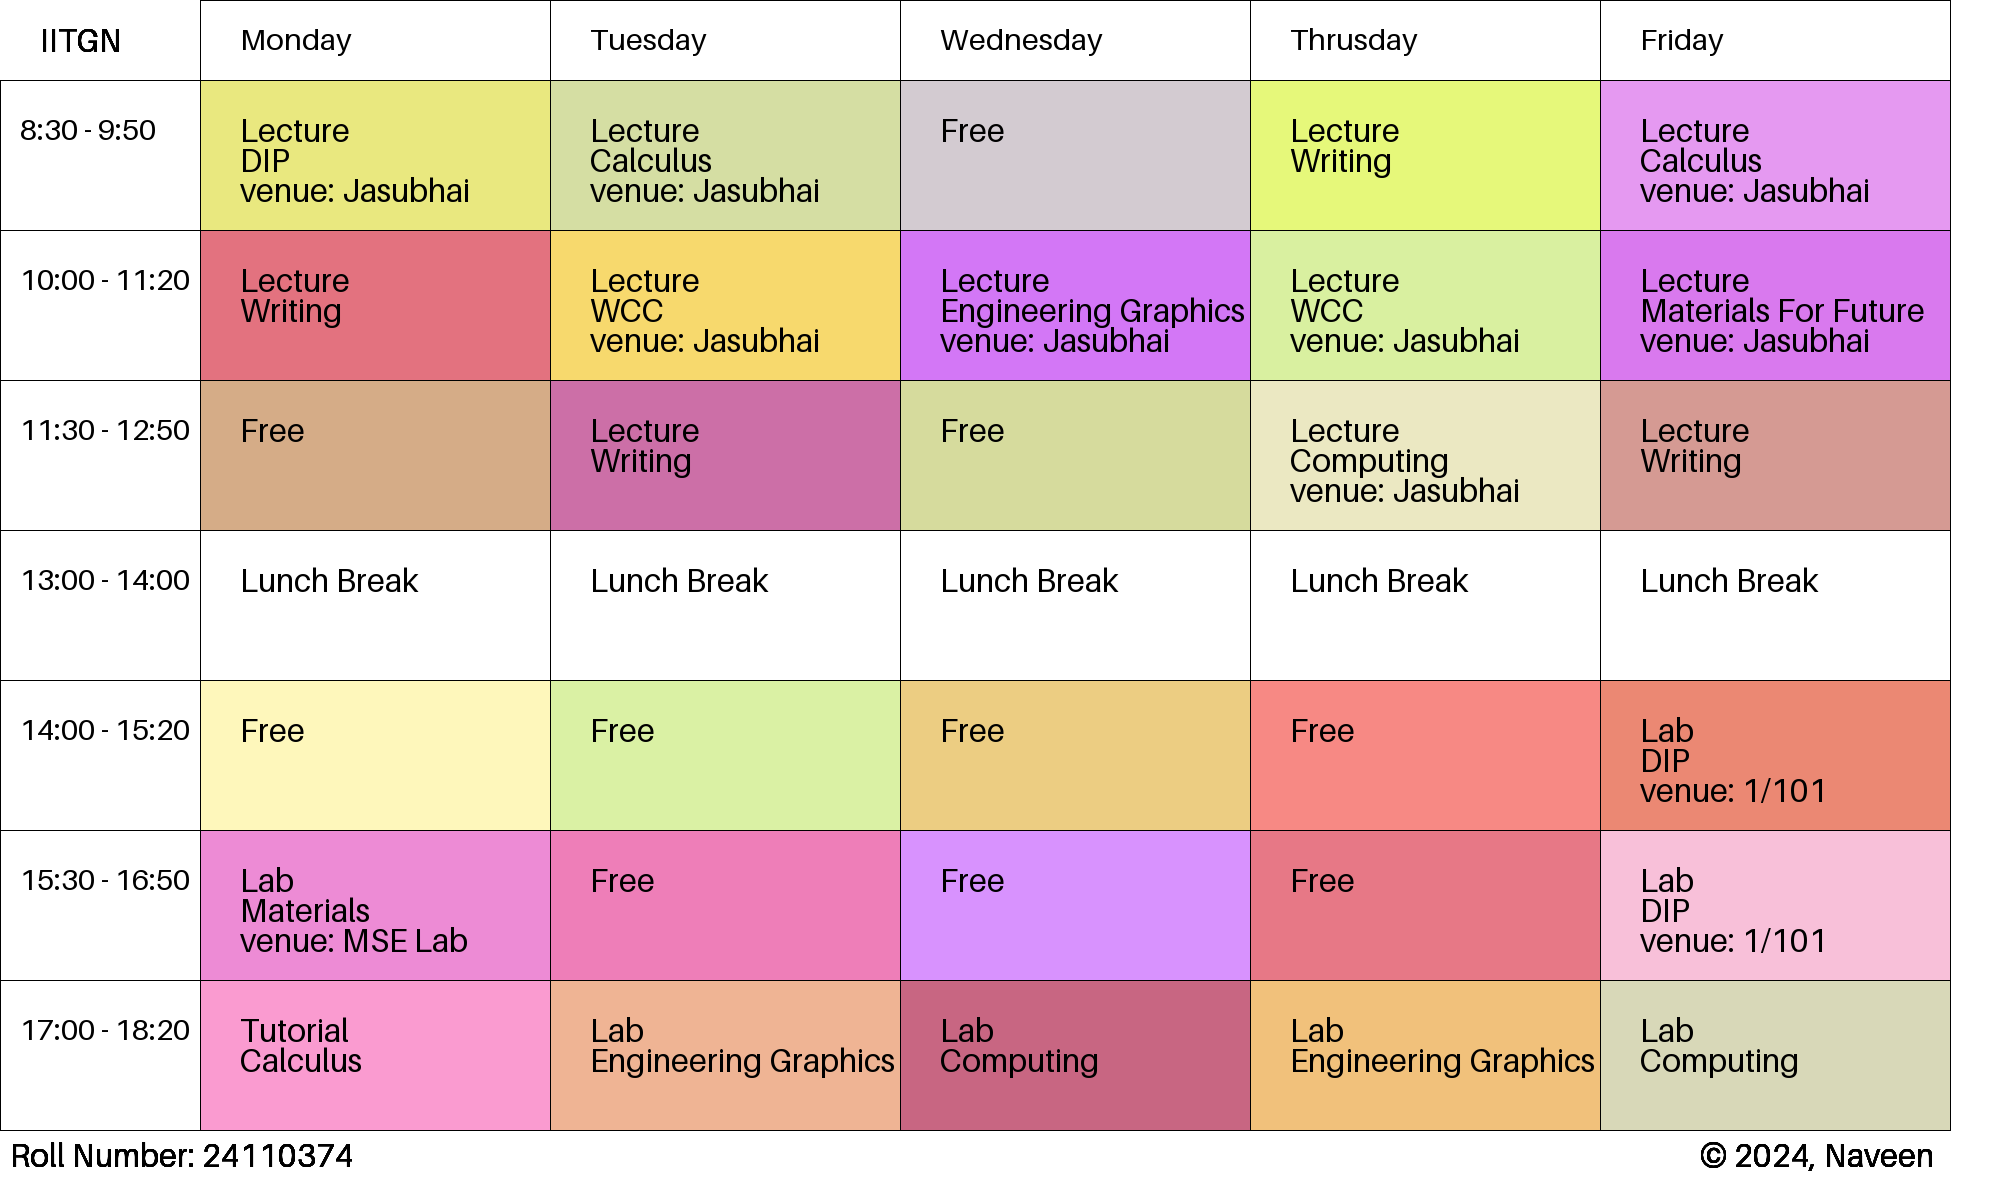 IITGN
Monday
Tuesday
Wednesday
Thrusday
Friday
8:30 - 9:50
Lecture
DIP
venue: Jasubhai
Lecture
Calculus
venue: Jasubhai
Free
Lecture
Writing
Lecture
Calculus
venue: Jasubhai
10:00 - 11:20
Lecture
Writing
Lecture
WCC
venue: Jasubhai
Lecture
Engineering Graphics
venue: Jasubhai
Lecture
WCC
venue: Jasubhai
Lecture
Materials For Future
venue: Jasubhai
11:30 - 12:50
Free
Lecture
Writing
Free
Lecture
Computing
venue: Jasubhai
Lecture
Writing
13:00 - 14:00
Lunch Break
Lunch Break
Lunch Break
Lunch Break
Lunch Break
14:00 - 15:20
Free
Free
Free
Free
Lab
DIP
venue: 1/101
15:30 - 16:50
Lab
Materials
venue: MSE Lab
Free
Free
Free
Lab
DIP
venue: 1/101
17:00 - 18:20
Tutorial
Calculus
Lab
Engineering Graphics
Lab
Computing
Lab
Engineering Graphics
Lab
Computing
Roll Number: 24110374
© 2024, Naveen